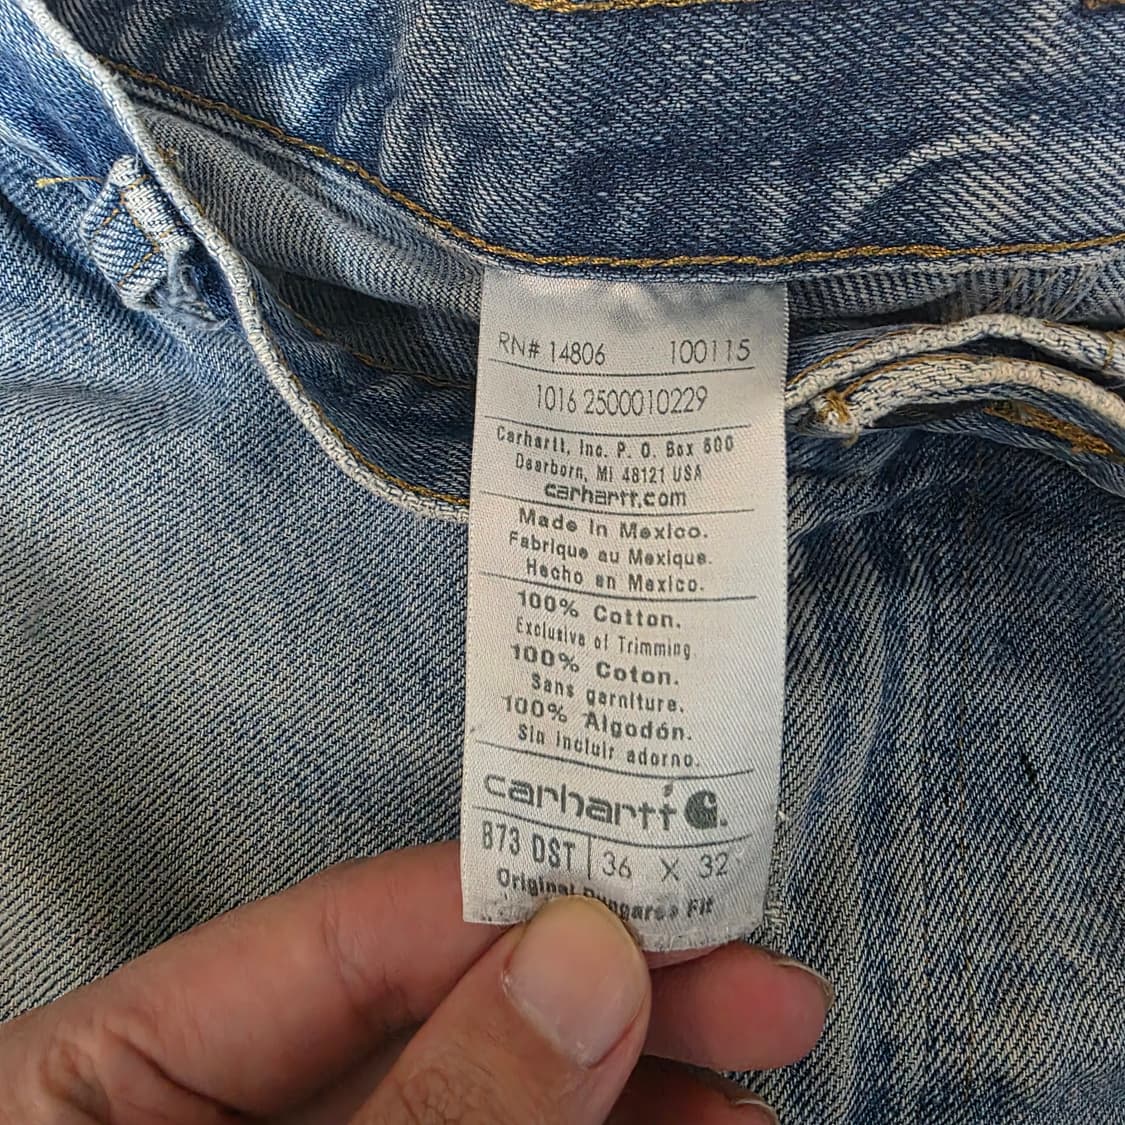 RN# 14806 100115
1016 2500010229
Carhartt, Inc. P. O. Box 600
Dearborn, MI 48121 USA
carhartt.com
Made In Mexico.
Fabrique au Mexique.
Hecho en Mexico.
100% Cotton.
Exclusive of Trimming
100% Coton.
Sans garniture.
100% Algodón.
Sin incluir adorno.
carhartt
B73 DST | 36 X 32
Original Dungaree Fit